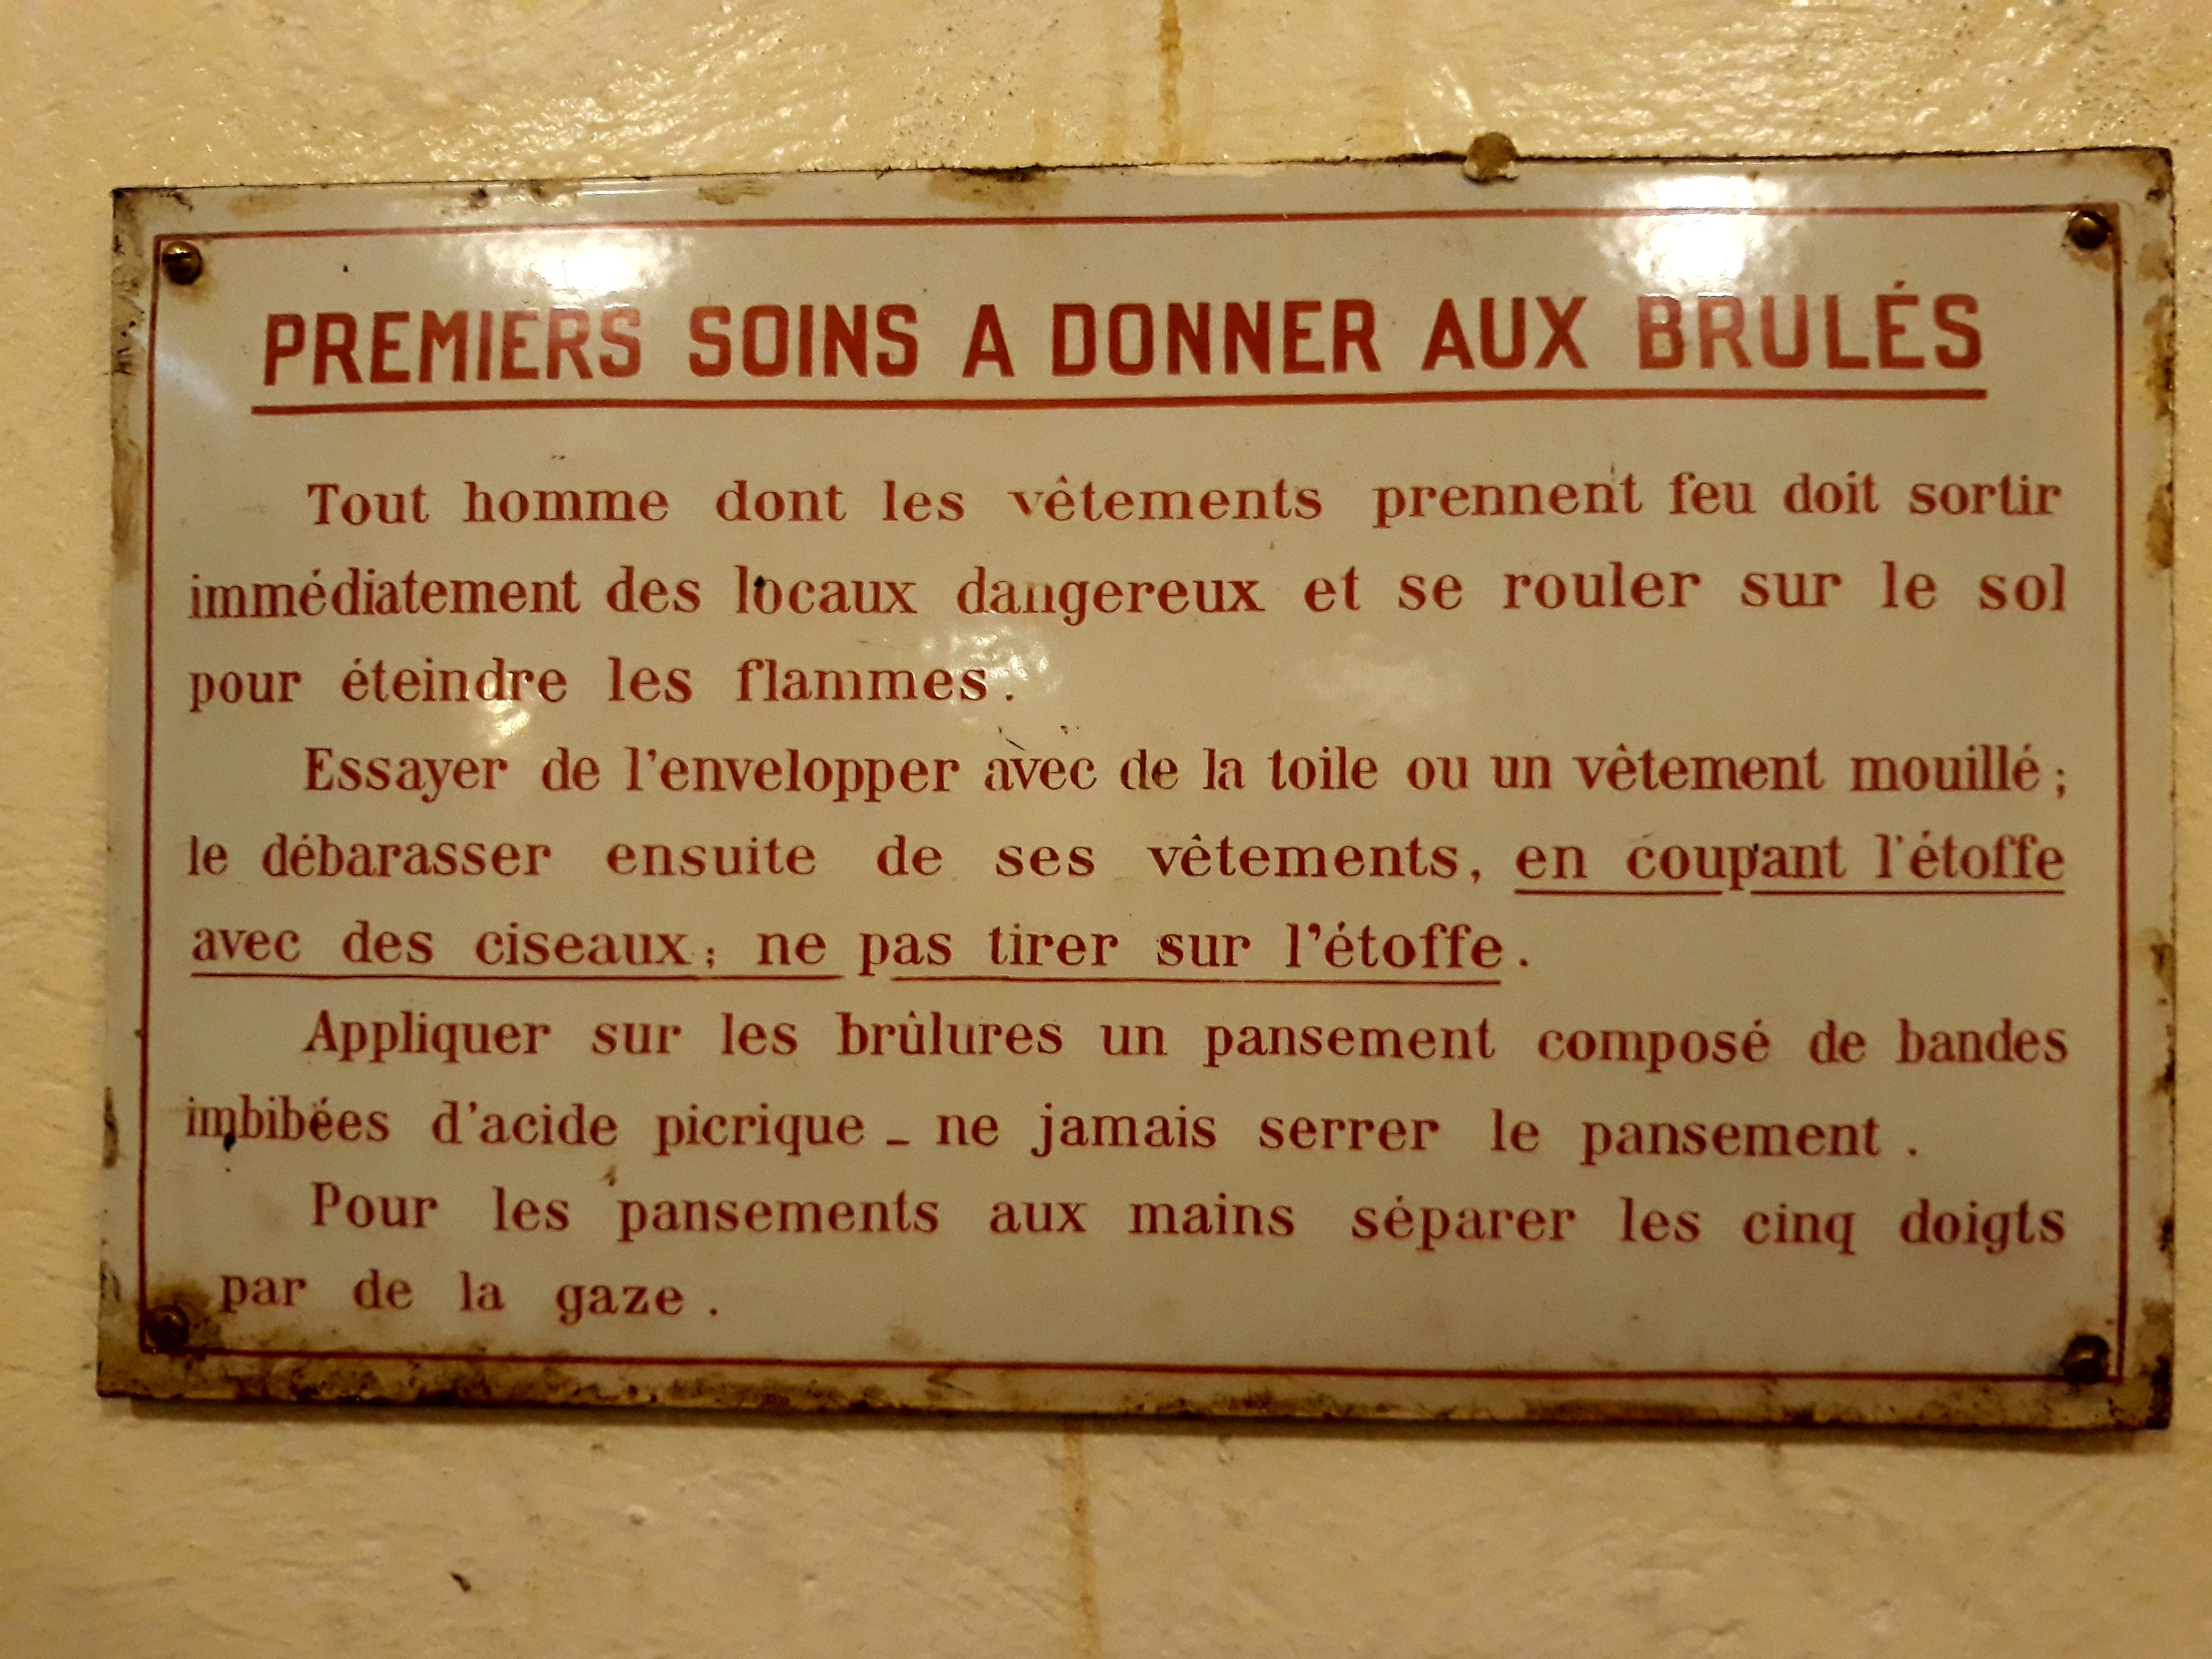 PREMIERS SOINS A DONNER AUX BRULÉS
Tout homme dont les vêtements prennent feu doit sortir
immédiatement des locaux dangereux et se rouler sur le sol
pour éteindre les flammes.
Essayer de l'envelopper avec de la toile ou un vêtement mouillé ;
le débarasser ensuite de ses vêtements, en coupant l'étoffe
avec des ciseaux ; ne pas tirer sur l'étoffe.
Appliquer sur les brûlures un pansement composé de bandes
imbibées d'acide picrique _ ne jamais serrer le pansement .
Pour les pansements aux mains séparer les cinq doigts
par de la gaze .